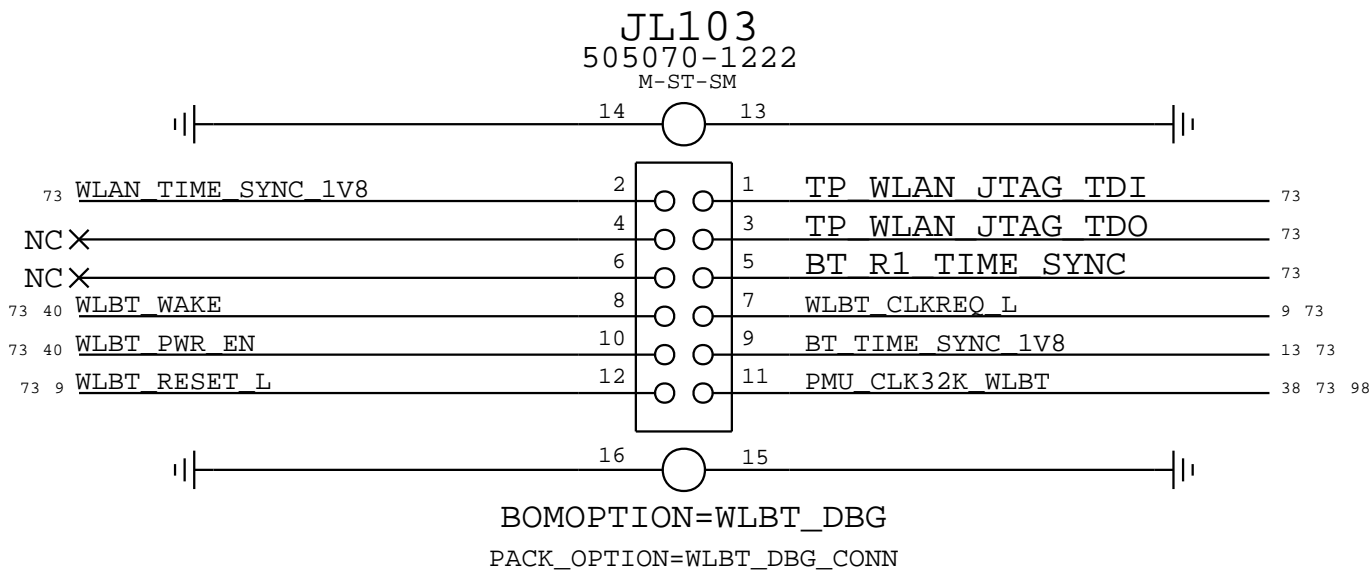 JL103
505070-1222
M-ST-SM
14 13
73 WLAN_TIME_SYNC_1V8 2 1 TP_WLAN_JTAG_TDI 73
NC 4 3 TP_WLAN_JTAG_TDO 73
NC 6 5 BT_R1_TIME_SYNC 73
73 40 WLBT_WAKE 8 7 WLBT_CLKREQ_L 9 73
73 40 WLBT_PWR_EN 10 9 BT_TIME_SYNC_1V8 13 73
73 9 WLBT_RESET_L 12 11 PMU_CLK32K_WLBT 38 73 98
16 15
BOMOPTION=WLBT_DBG
PACK_OPTION=WLBT_DBG_CONN